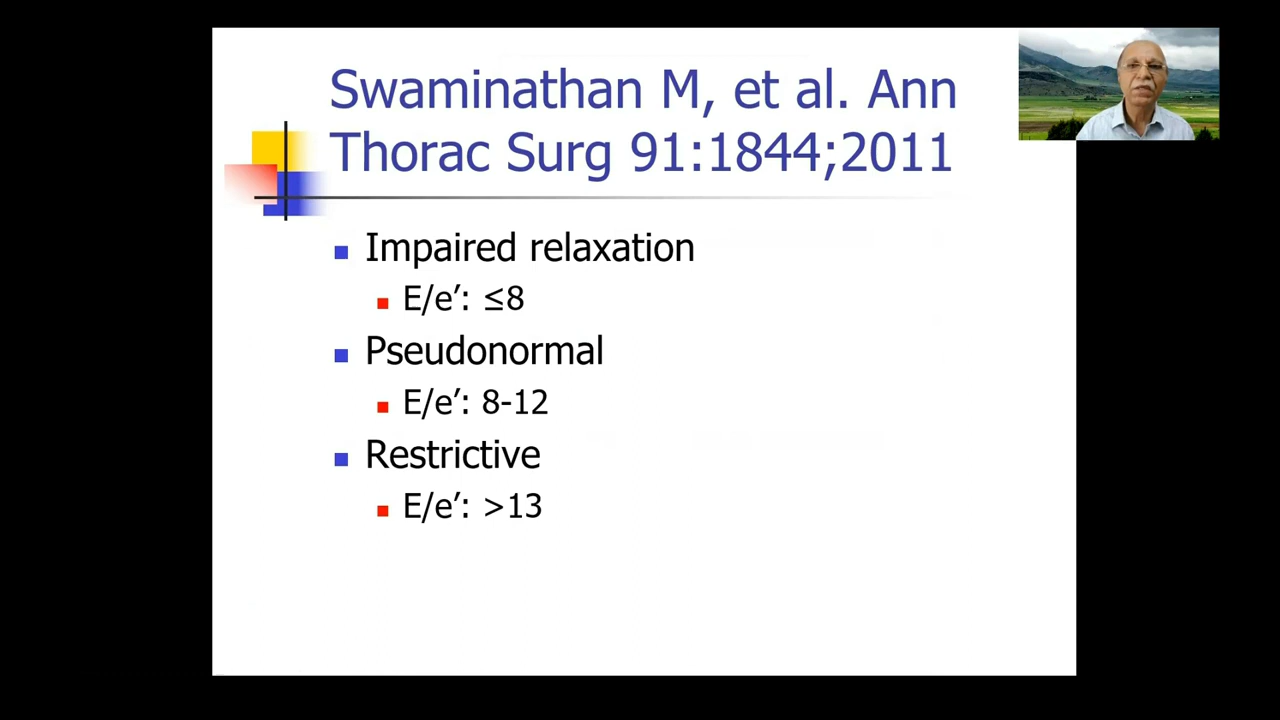 Swaminathan M, et al. Ann
Thorac Surg 91:1844;2011
Impaired relaxation
E/e’: ≤8
Pseudonormal
E/e’: 8-12
Restrictive
E/e’: >13